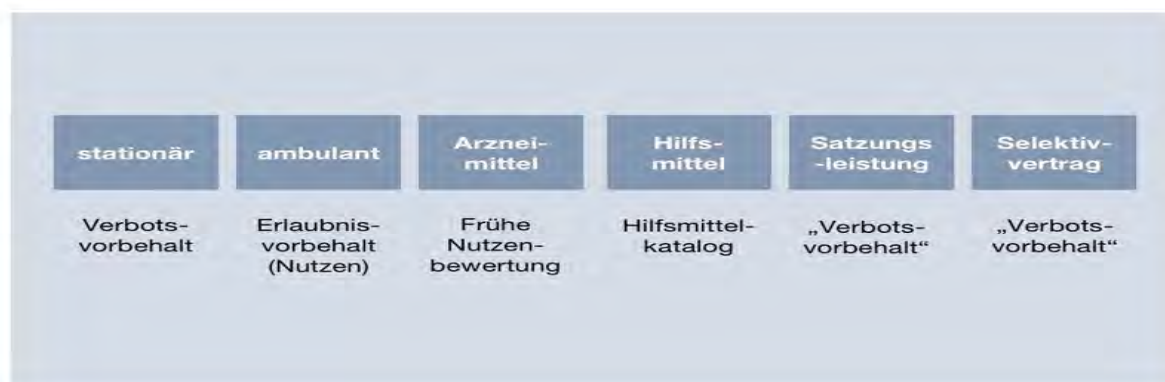 stationär
ambulant
Arznei-
mittel
Hilfs-
mittel
Satzungs
-leistung
Selektiv-
vertrag
Verbots-
vorbehalt
Erlaubnis-
vorbehalt
(Nutzen)
Frühe
Nutzen-
bewertung
Hilfsmittel-
katalog
„Verbots-
vorbehalt“
„Verbots-
vorbehalt“